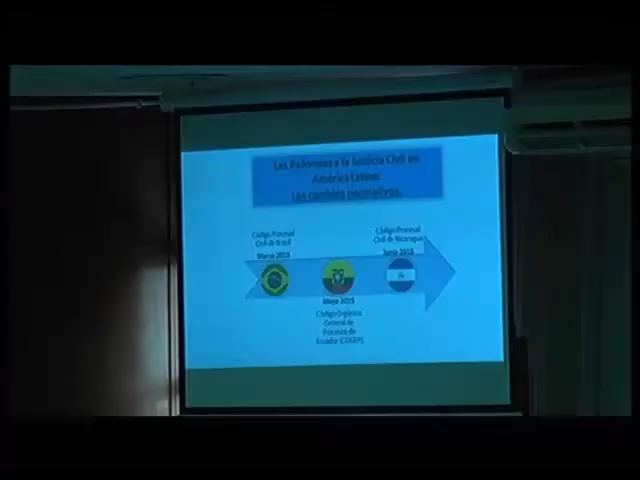 Las Reformas a la Justicia Civil en
América Latina:
Los cambios normativos.
Código Procesal
Civil de Brasil
Marzo 2015
Código Procesal
Civil de Nicaragua
Junio 2015
Mayo 2015
Código Orgánico
General de
Procesos de
Ecuador (COGEP)